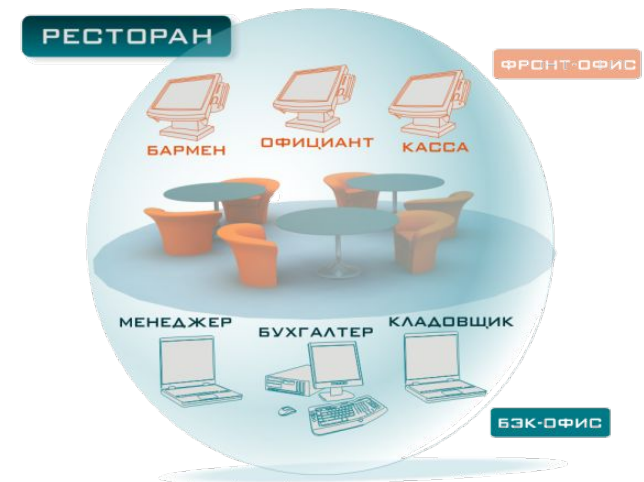 РЕСТОРАН
ФРОНТ-ОФИС
БАРМЕН
ОФИЦИАНТ
КАССА
МЕНЕДЖЕР
БУХГАЛТЕР
КЛАДОВЩИК
БЭК-ОФИС